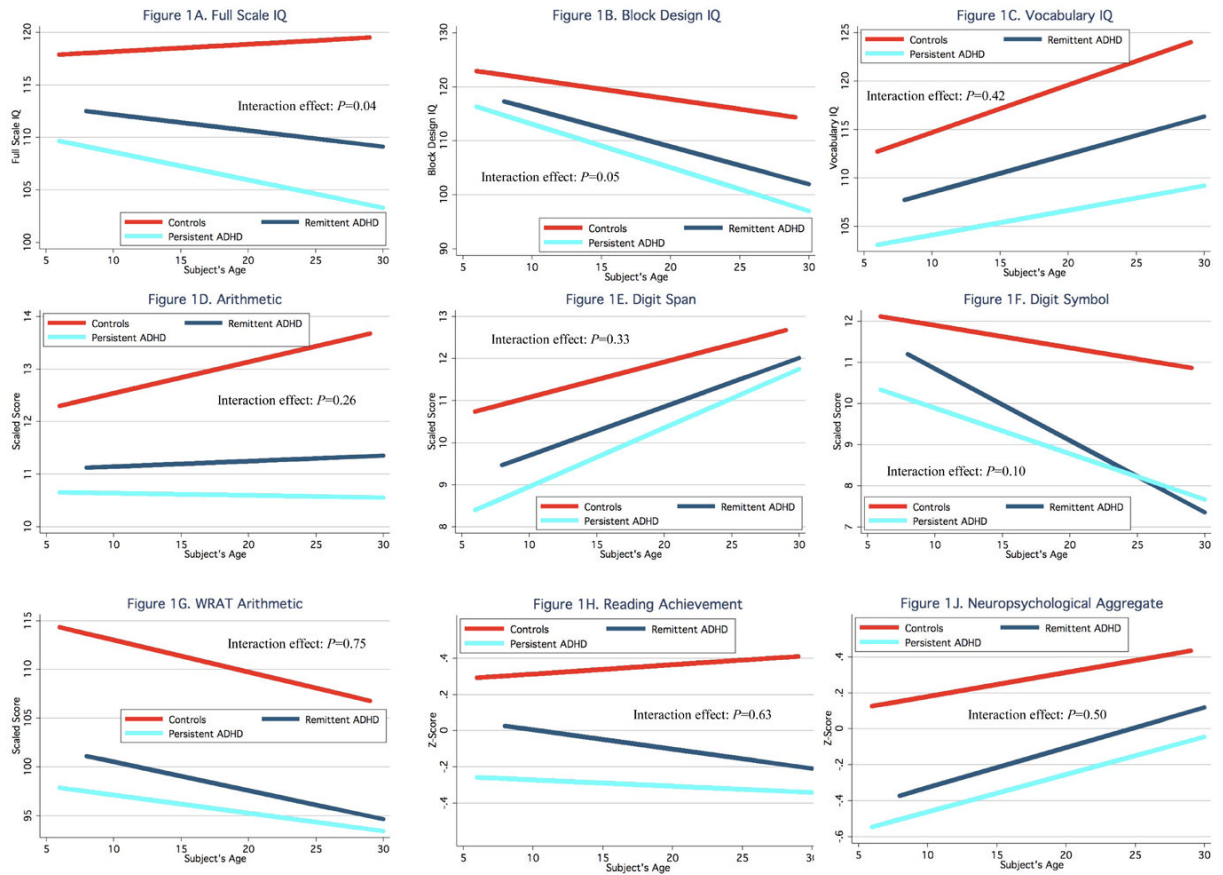 Figure 1A. Full Scale IQ
Full Scale IQ
120
115
110
105
100
Interaction effect: P=0.04
Controls
Remittent ADHD
Persistent ADHD
5 10 15 20 25 30
Subject's Age
Figure 1B. Block Design IQ
Block Design IQ
130
120
110
100
90
Interaction effect: P=0.05
Controls
Remittent ADHD
Persistent ADHD
5 10 15 20 25 30
Subject's Age
Figure 1C. Vocabulary IQ
Vocabulary IQ
125
120
115
110
105
Controls
Remittent ADHD
Persistent ADHD
Interaction effect: P=0.42
5 10 15 20 25 30
Subject's Age
Figure 1D. Arithmetic
Scaled Score
14
13
12
11
10
Controls
Remittent ADHD
Persistent ADHD
Interaction effect: P=0.26
5 10 15 20 25 30
Subject's Age
Figure 1E. Digit Span
Scaled Score
13
12
11
10
9
8
Interaction effect: P=0.33
Controls
Remittent ADHD
Persistent ADHD
5 10 15 20 25 30
Subject's Age
Figure 1F. Digit Symbol
Scaled Score
12
11
10
9
8
7
Interaction effect: P=0.10
Controls
Remittent ADHD
Persistent ADHD
5 10 15 20 25 30
Subject's Age
Figure 1G. WRAT Arithmetic
Scaled Score
115
110
105
100
95
Interaction effect: P=0.75
Controls
Remittent ADHD
Persistent ADHD
5 10 15 20 25 30
Subject's Age
Figure 1H. Reading Achievement
Z-Score
Controls
Remittent ADHD
Persistent ADHD
.4
.2
0
-.2
-.4
Interaction effect: P=0.63
5 10 15 20 25 30
Subject's Age
Figure 1J. Neuropsychological Aggregate
Z-Score
Controls
Remittent ADHD
Persistent ADHD
.4
.2
0
-.2
-.4
-.6
Interaction effect: P=0.50
5 10 15 20 25 30
Subject's Age